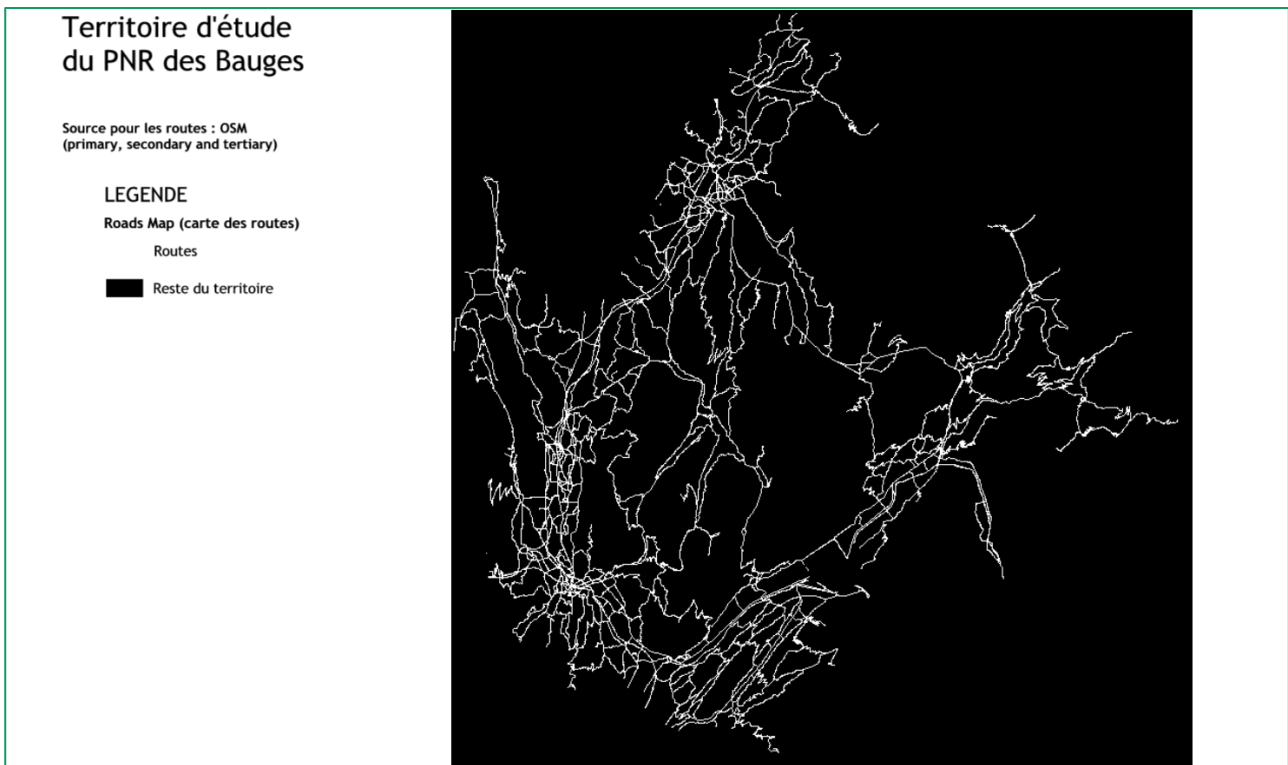 Territoire d'étude
du PNR des Bauges
Source pour les routes : OSM
(primary, secondary and tertiary)
LEGENDE
Roads Map (carte des routes)
Routes
Reste du territoire